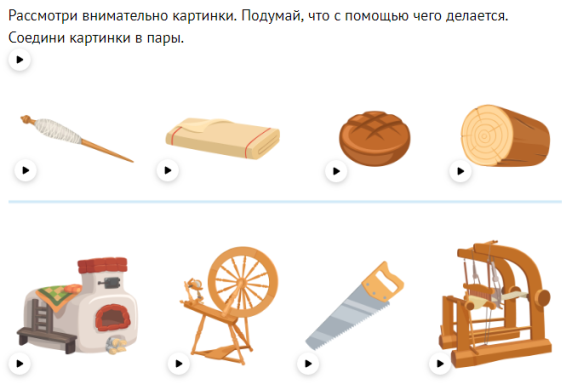 Рассмотри внимательно картинки. Подумай, что с помощью чего делается.
Соедини картинки в пары.